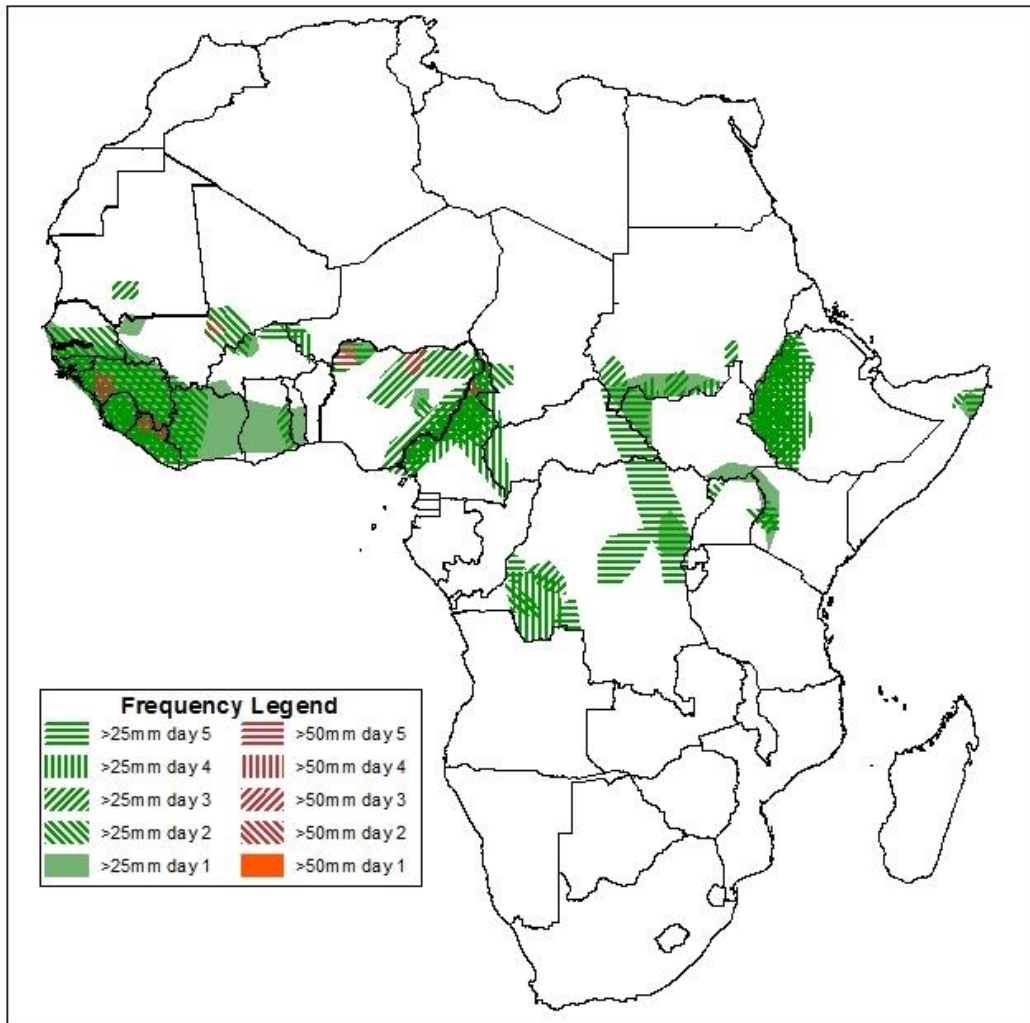 Frequency Legend
>25mm day 5 >50mm day 5
>25mm day 4 >50mm day 4
>25mm day 3 >50mm day 3
>25mm day 2 >50mm day 2
>25mm day 1 >50mm day 1